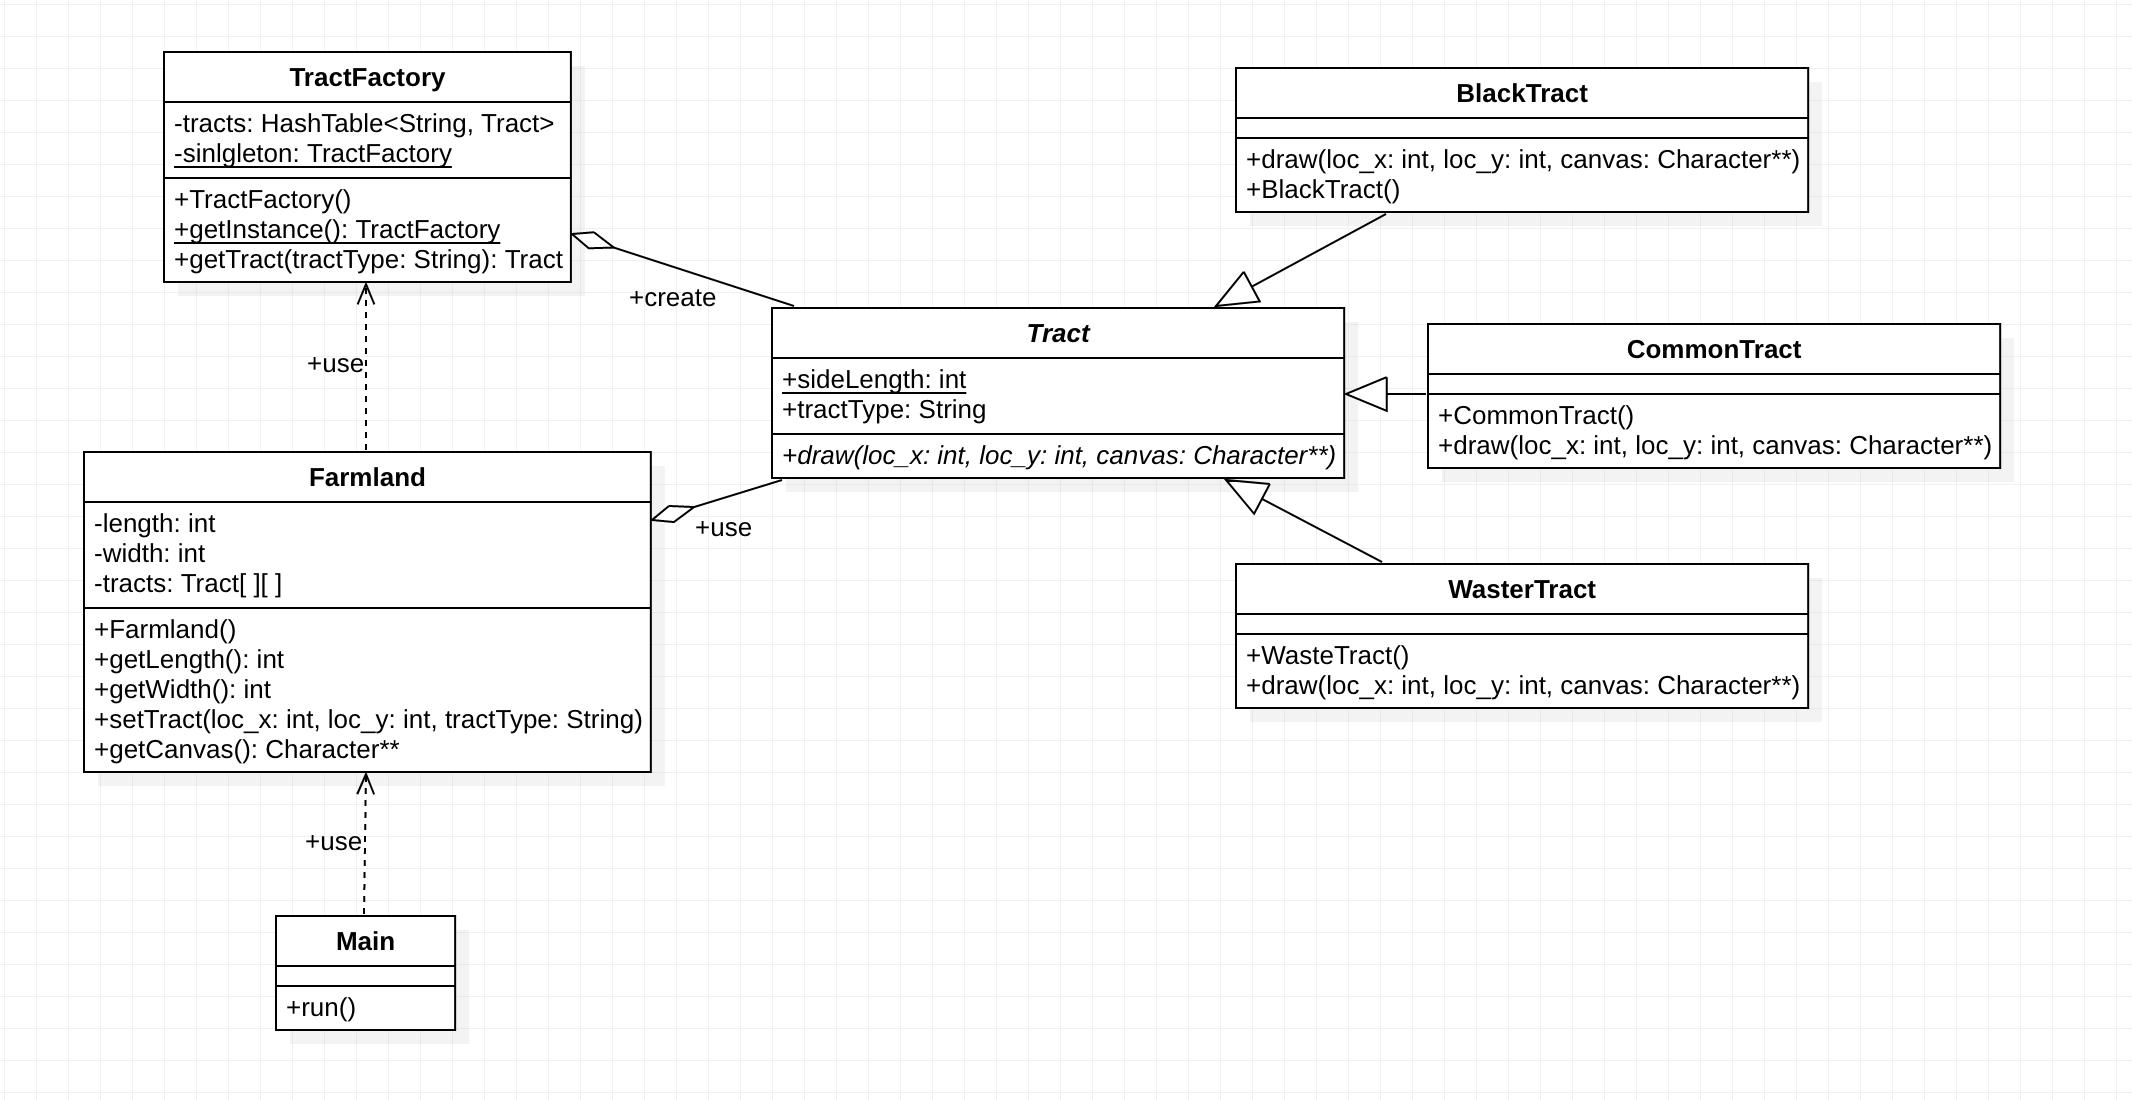 TractFactory
-tracts: HashTable<String, Tract>
-sinlgleton: TractFactory
+TractFactory()
+getInstance(): TractFactory
+getTract(tractType: String): Tract
+create
+use
Farmland
-length: int
-width: int
-tracts: Tract[ ][ ]
+Farmland()
+getLength(): int
+getWidth(): int
+setTract(loc_x: int, loc_y: int, tractType: String)
+getCanvas(): Character**
+use
+use
Main
+run()
Tract
+sideLength: int
+tractType: String
+draw(loc_x: int, loc_y: int, canvas: Character**)
BlackTract
+draw(loc_x: int, loc_y: int, canvas: Character**)
+BlackTract()
CommonTract
+CommonTract()
+draw(loc_x: int, loc_y: int, canvas: Character**)
WasterTract
+WasteTract()
+draw(loc_x: int, loc_y: int, canvas: Character**)